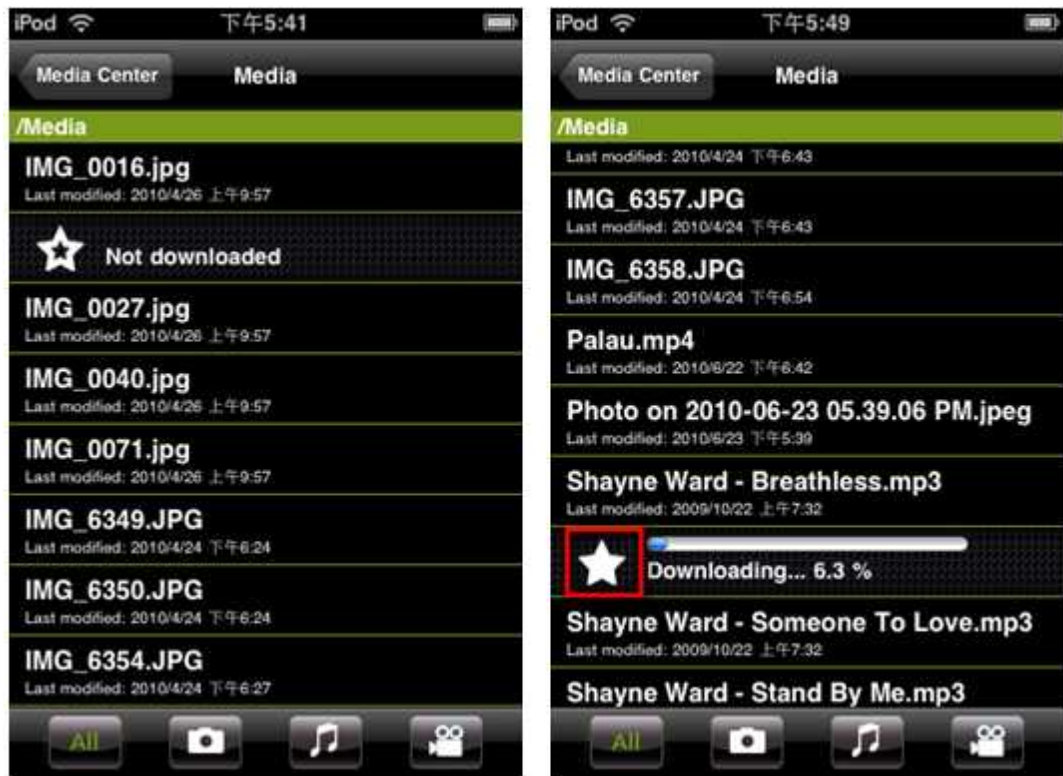 iPod 下午5:41
Media Center Media
/Media
IMG_0016.jpg
Last modified: 2010/4/26 上午9:57
Not downloaded
IMG_0027.jpg
Last modified: 2010/4/26 上午9:57
IMG_0040.jpg
Last modified: 2010/4/26 上午9:57
IMG_0071.jpg
Last modified: 2010/4/26 上午9:57
IMG_6349.JPG
Last modified: 2010/4/24 下午6:24
IMG_6350.JPG
Last modified: 2010/4/24 下午6:24
IMG_6354.JPG
Last modified: 2010/4/24 下午6:27
All
iPod 下午5:49
Media Center Media
/Media
Last modified: 2010/4/24 下午6:43
IMG_6357.JPG
Last modified: 2010/4/24 下午6:43
IMG_6358.JPG
Last modified: 2010/4/24 下午6:54
Palau.mp4
Last modified: 2010/6/22 下午6:42
Photo on 2010-06-23 05.39.06 PM.jpeg
Last modified: 2010/6/23 下午5:39
Shayne Ward - Breathless.mp3
Last modified: 2009/10/22 上午7:32
Downloading... 6.3 %
Shayne Ward - Someone To Love.mp3
Last modified: 2009/10/22 上午7:32
Shayne Ward - Stand By Me.mp3
All